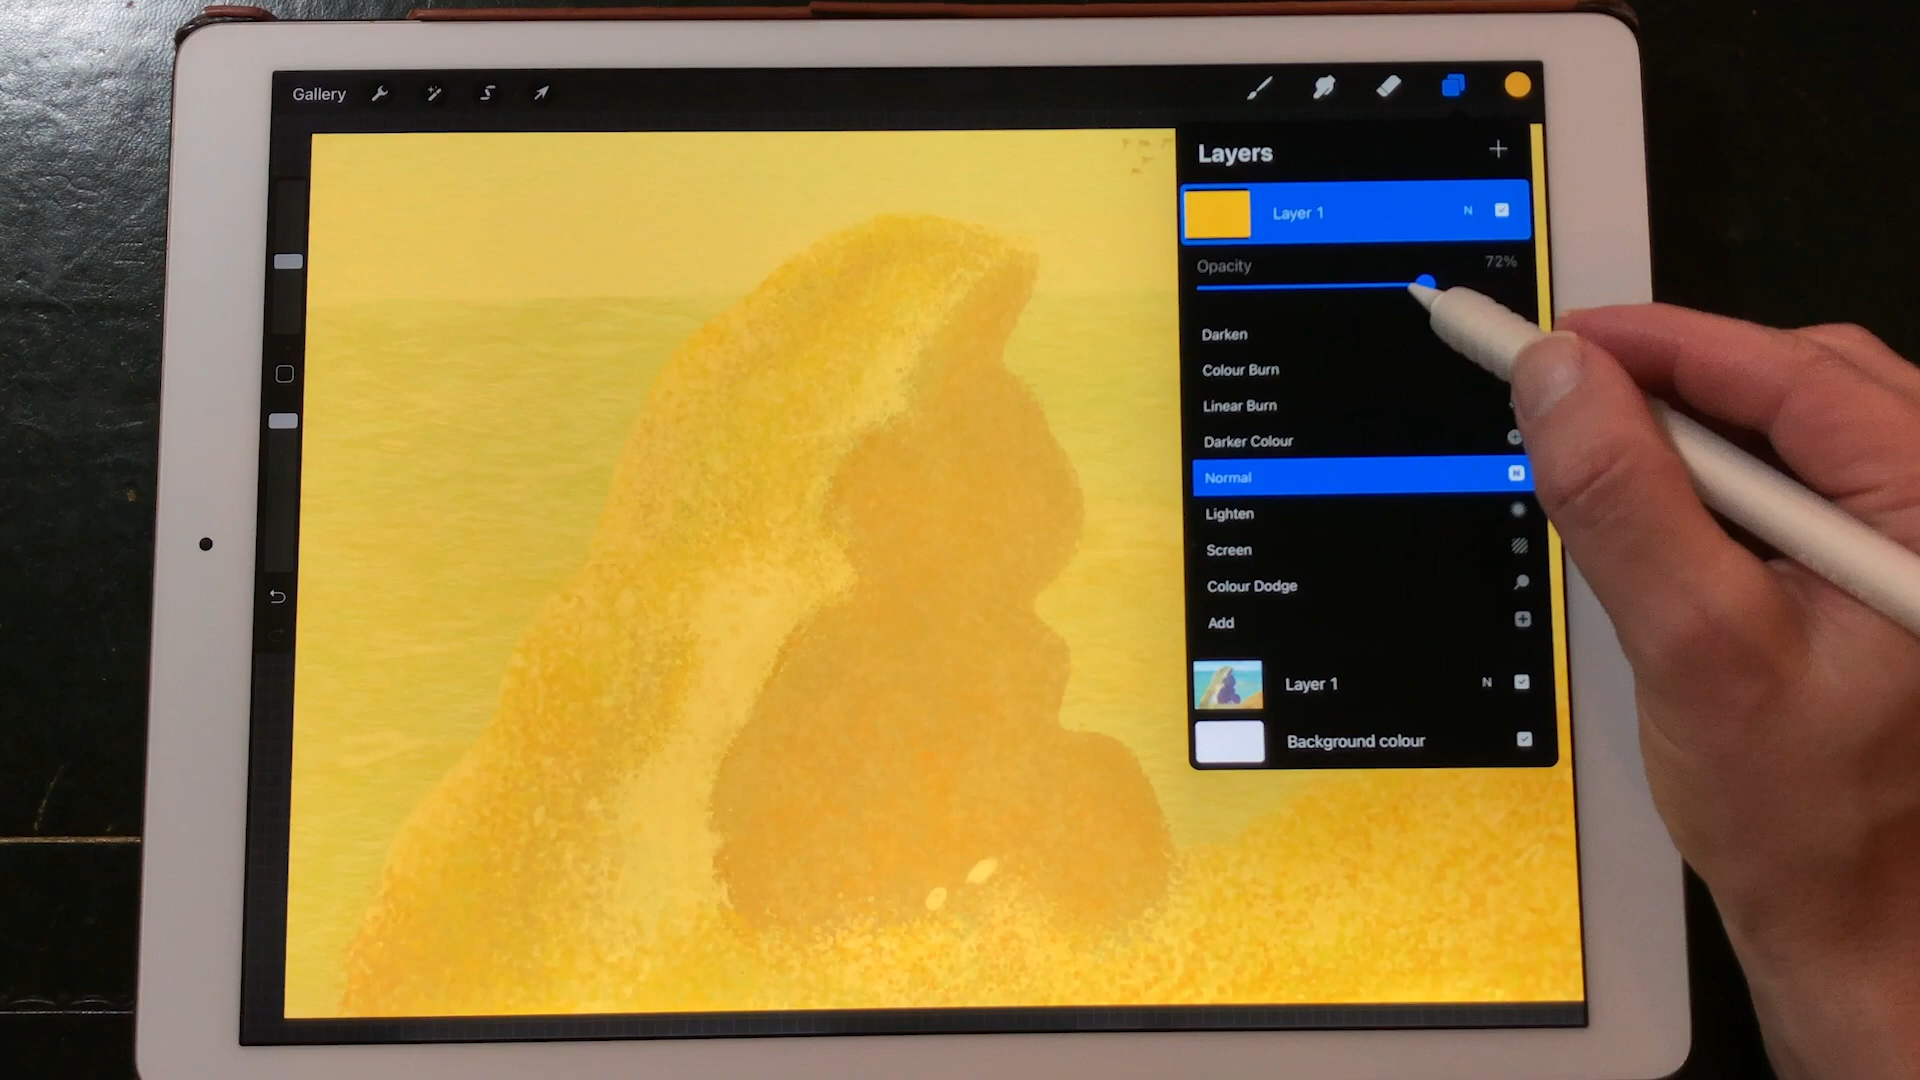 Gallery
Layers
Layer 1 N
Opacity 72%
Darken
Colour Burn
Linear Burn
Darker Colour
Normal N
Lighten
Screen
Colour Dodge
Add
Layer 1 N
Background colour